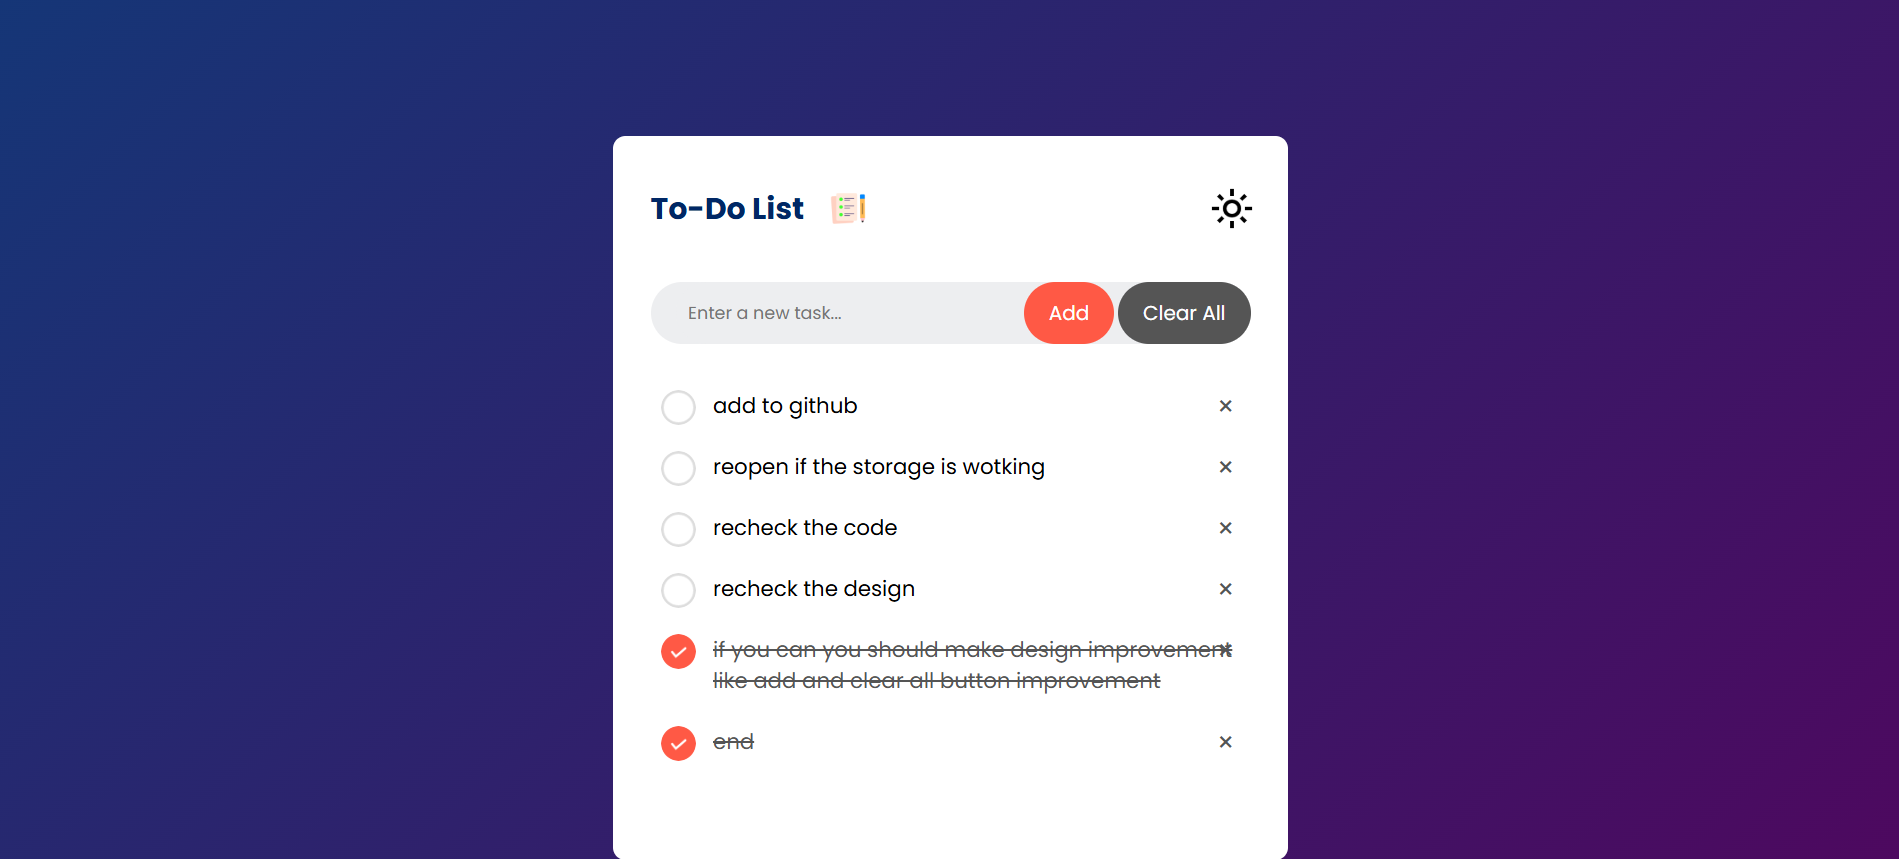 To-Do List
Enter a new task...
Add
Clear All
add to github
×
reopen if the storage is wotking
×
recheck the code
×
recheck the design
×
if you can you should make design improvement
×
like add and clear all button improvement
end
×